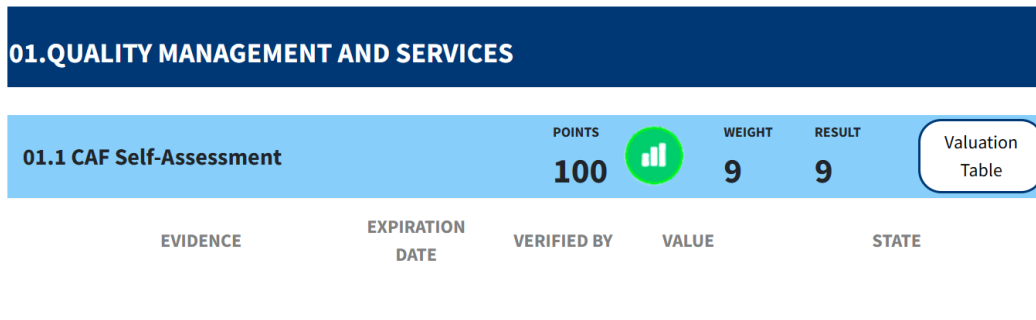 01.QUALITY MANAGEMENT AND SERVICES
01.1 CAF Self-Assessment
POINTS
100
WEIGHT
9
RESULT
9
Valuation
Table
EVIDENCE
EXPIRATION
DATE
VERIFIED BY
VALUE
STATE